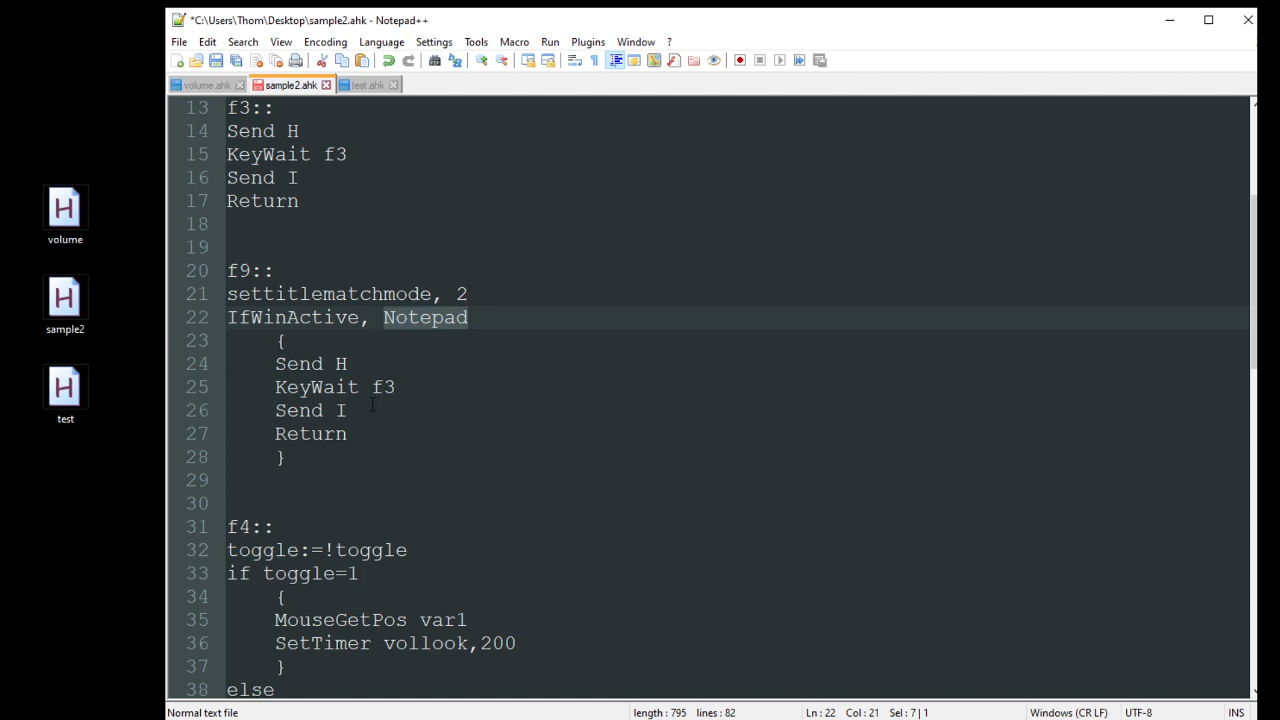 *C:\Users\Thom\Desktop\sample2.ahk - Notepad++
File Edit Search View Encoding Language Settings Tools Macro Run Plugins Window ?
volume.ahk sample2.ahk test.ahk
13 f3::
14 Send H
15 KeyWait f3
16 Send I
17 Return
18
19
20 f9::
21 settitlematchmode, 2
22 IfWinActive, Notepad
23 {
24 Send H
25 KeyWait f3
26 Send I
27 Return
28 }
29
30
31 f4::
32 toggle:=!toggle
33 if toggle=1
34 {
35 MouseGetPos var1
36 SetTimer vollook,200
37 }
38 else
H
volume
H
sample2
H
test
Normal text file length : 795 lines : 82 Ln : 22 Col : 21 Sel : 7 | 1 Windows (CR LF) UTF-8 INS